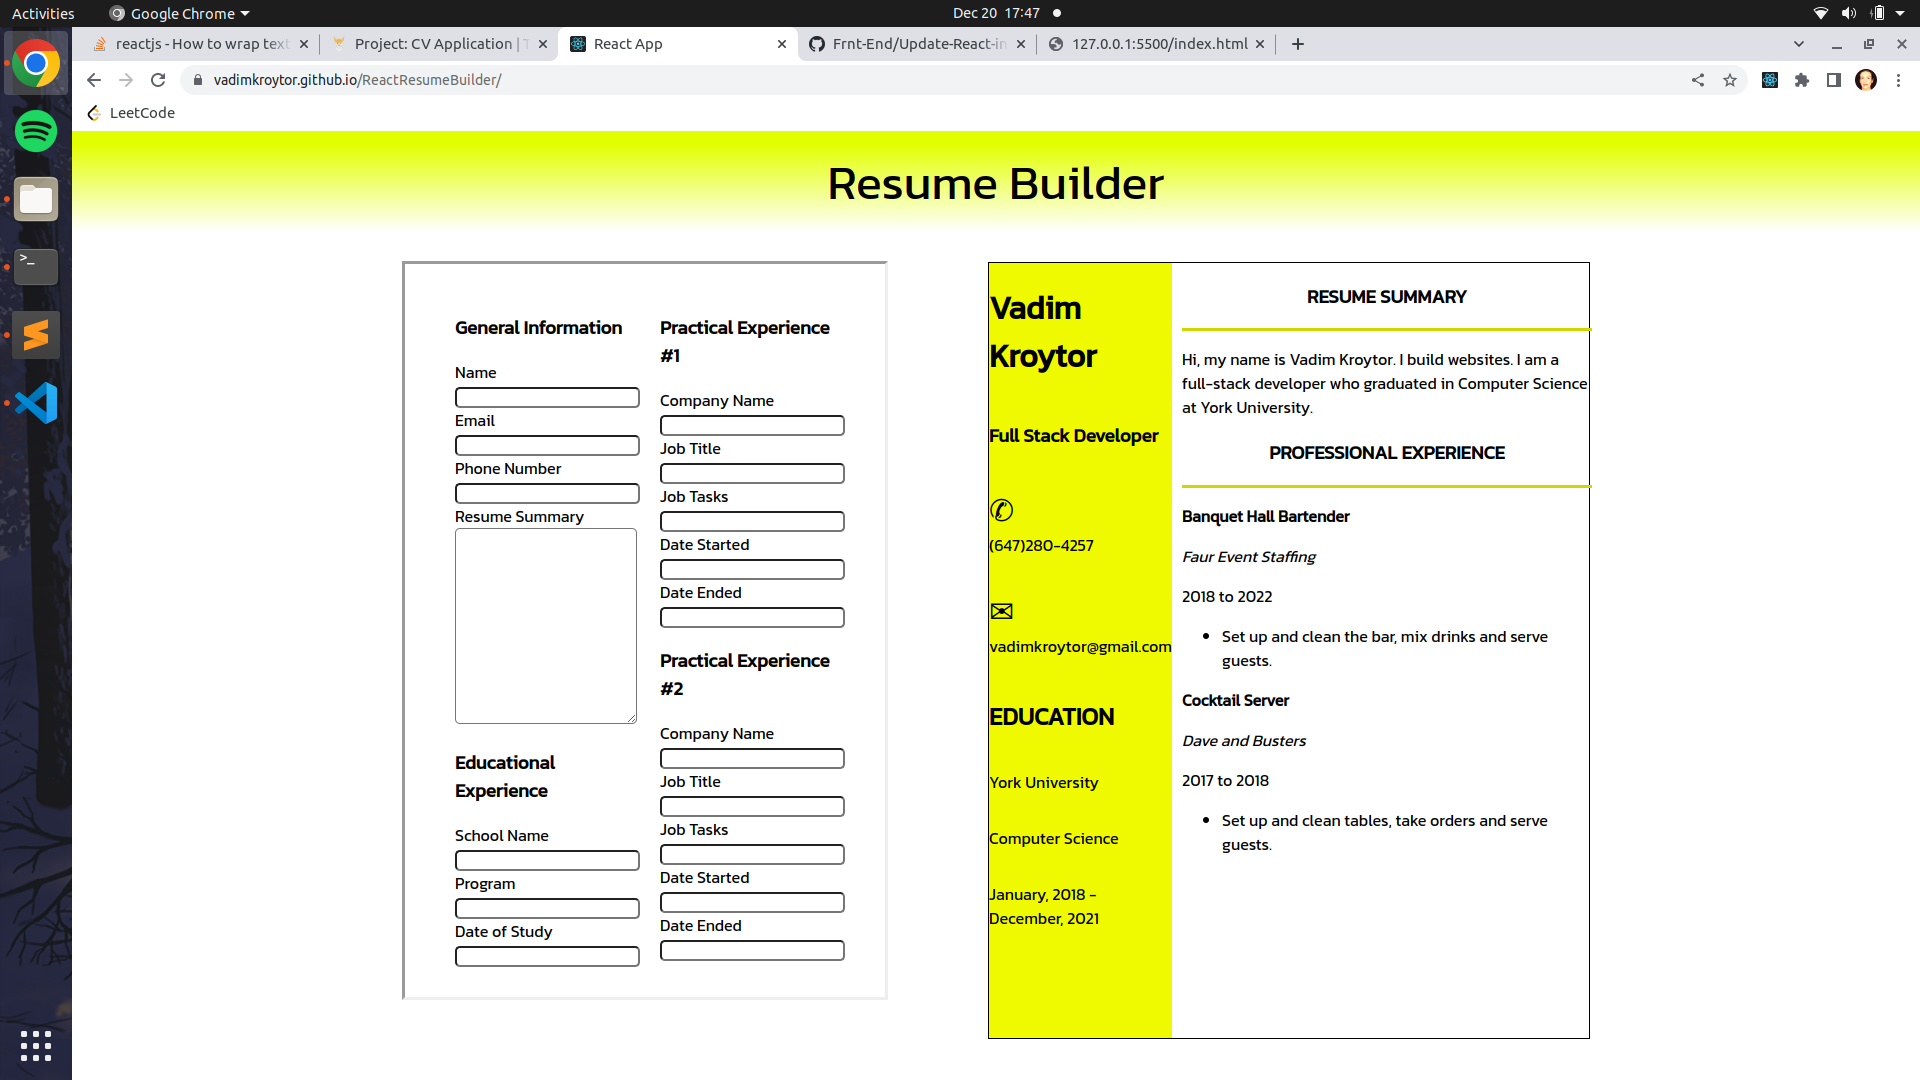 Activities
Google Chrome
Dec 20 17:47
reactjs - How to wrap text
Project: CV Application |
React App
Frnt-End/Update-React-in
127.0.0.1:5500/index.html
vadimkroytor.github.io/ReactResumeBuilder/
LeetCode
Resume Builder
General Information
Name
Email
Phone Number
Resume Summary
Educational
Experience
School Name
Program
Date of Study
Practical Experience
#1
Company Name
Job Title
Job Tasks
Date Started
Date Ended
Practical Experience
#2
Company Name
Job Title
Job Tasks
Date Started
Date Ended
Vadim
Kroytor
Full Stack Developer
✆
(647)280-4257
✉
vadimkroytor@gmail.com
EDUCATION
York University
Computer Science
January, 2018 -
December, 2021
RESUME SUMMARY
Hi, my name is Vadim Kroytor. I build websites. I am a
full-stack developer who graduated in Computer Science
at York University.
PROFESSIONAL EXPERIENCE
Banquet Hall Bartender
Faur Event Staffing
2018 to 2022
• Set up and clean the bar, mix drinks and serve
guests.
Cocktail Server
Dave and Busters
2017 to 2018
• Set up and clean tables, take orders and serve
guests.